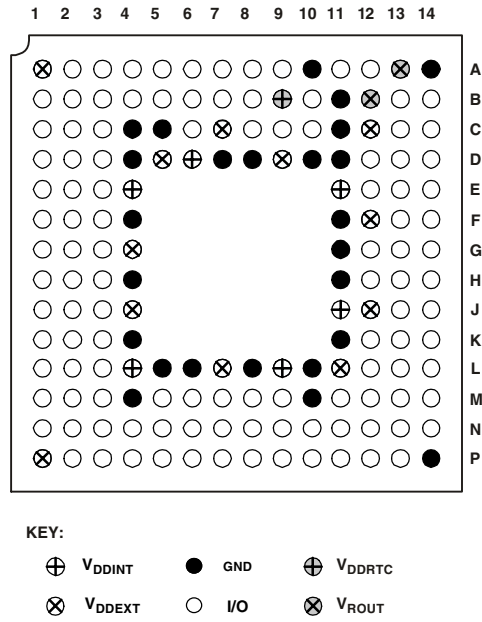 1 2 3 4 5 6 7 8 9 10 11 12 13 14
A
B
C
D
E
F
G
H
J
K
L
M
N
P
KEY:
VDDINT GND VDDRTC
VDDEXT I/O VROUT